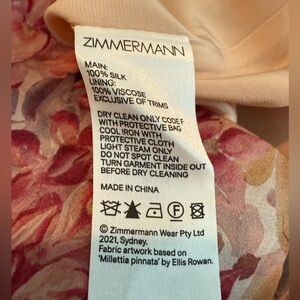 ZIMMERMANN
MAIN:
100% SILK
LINING:
100% VISCOSE
EXCLUSIVE OF TRIMS
DRY CLEAN ONLY CODE F
WITH PROTECTIVE BAG
COOL IRON WITH
PROTECTIVE CLOTH
LIGHT STEAM ONLY
DO NOT SPOT CLEAN
TURN GARMENT INSIDE OUT
BEFORE DRY CLEANING
MADE IN CHINA
F
© Zimmermann Wear Pty Ltd
2021, Sydney.
Fabric artwork based on
'Millettia pinnata' by Ellis Rowan.